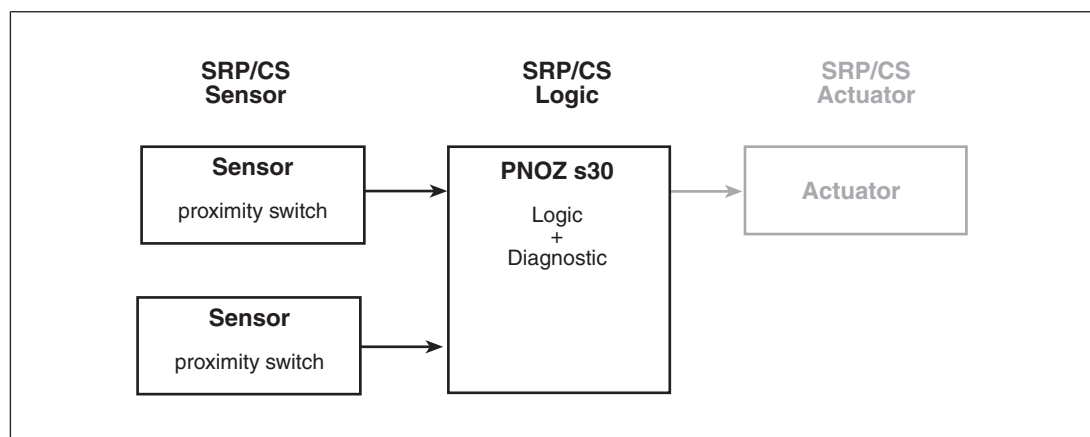 SRP/CS
Sensor
SRP/CS
Logic
SRP/CS
Actuator
Sensor
proximity switch
PNOZ s30
Logic
+
Diagnostic
Actuator
Sensor
proximity switch